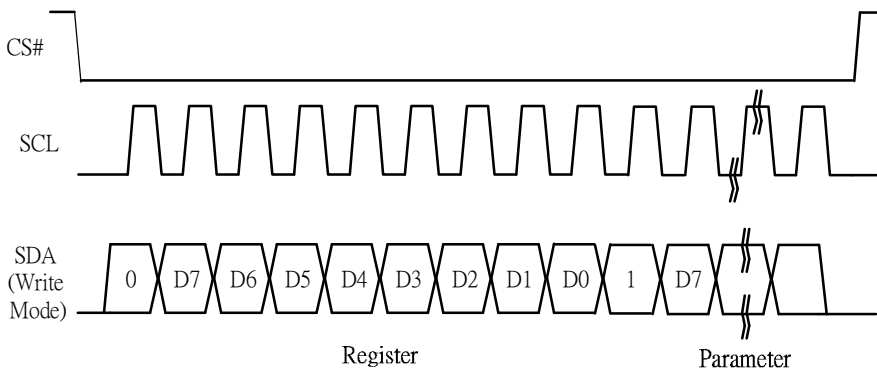 CS#
SCL
SDA
(Write
Mode)
0 D7 D6 D5 D4 D3 D2 D1 D0 1 D7
Register Parameter